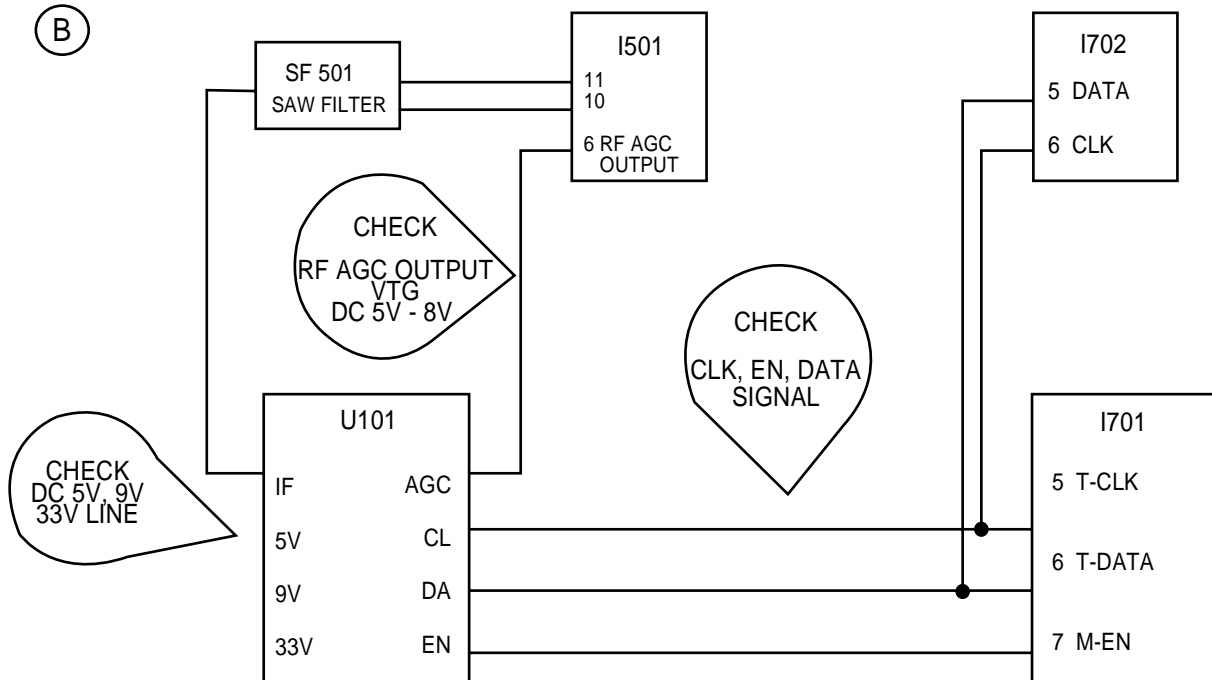 B
SF 501
SAW FILTER
I501
11
10
6 RF AGC
OUTPUT
I702
5 DATA
6 CLK
CHECK
RF AGC OUTPUT
VTG
DC 5V - 8V
CHECK
CLK, EN, DATA
SIGNAL
CHECK
DC 5V, 9V
33V LINE
U101
IF
AGC
5V
CL
9V
DA
33V
EN
I701
5 T-CLK
6 T-DATA
7 M-EN